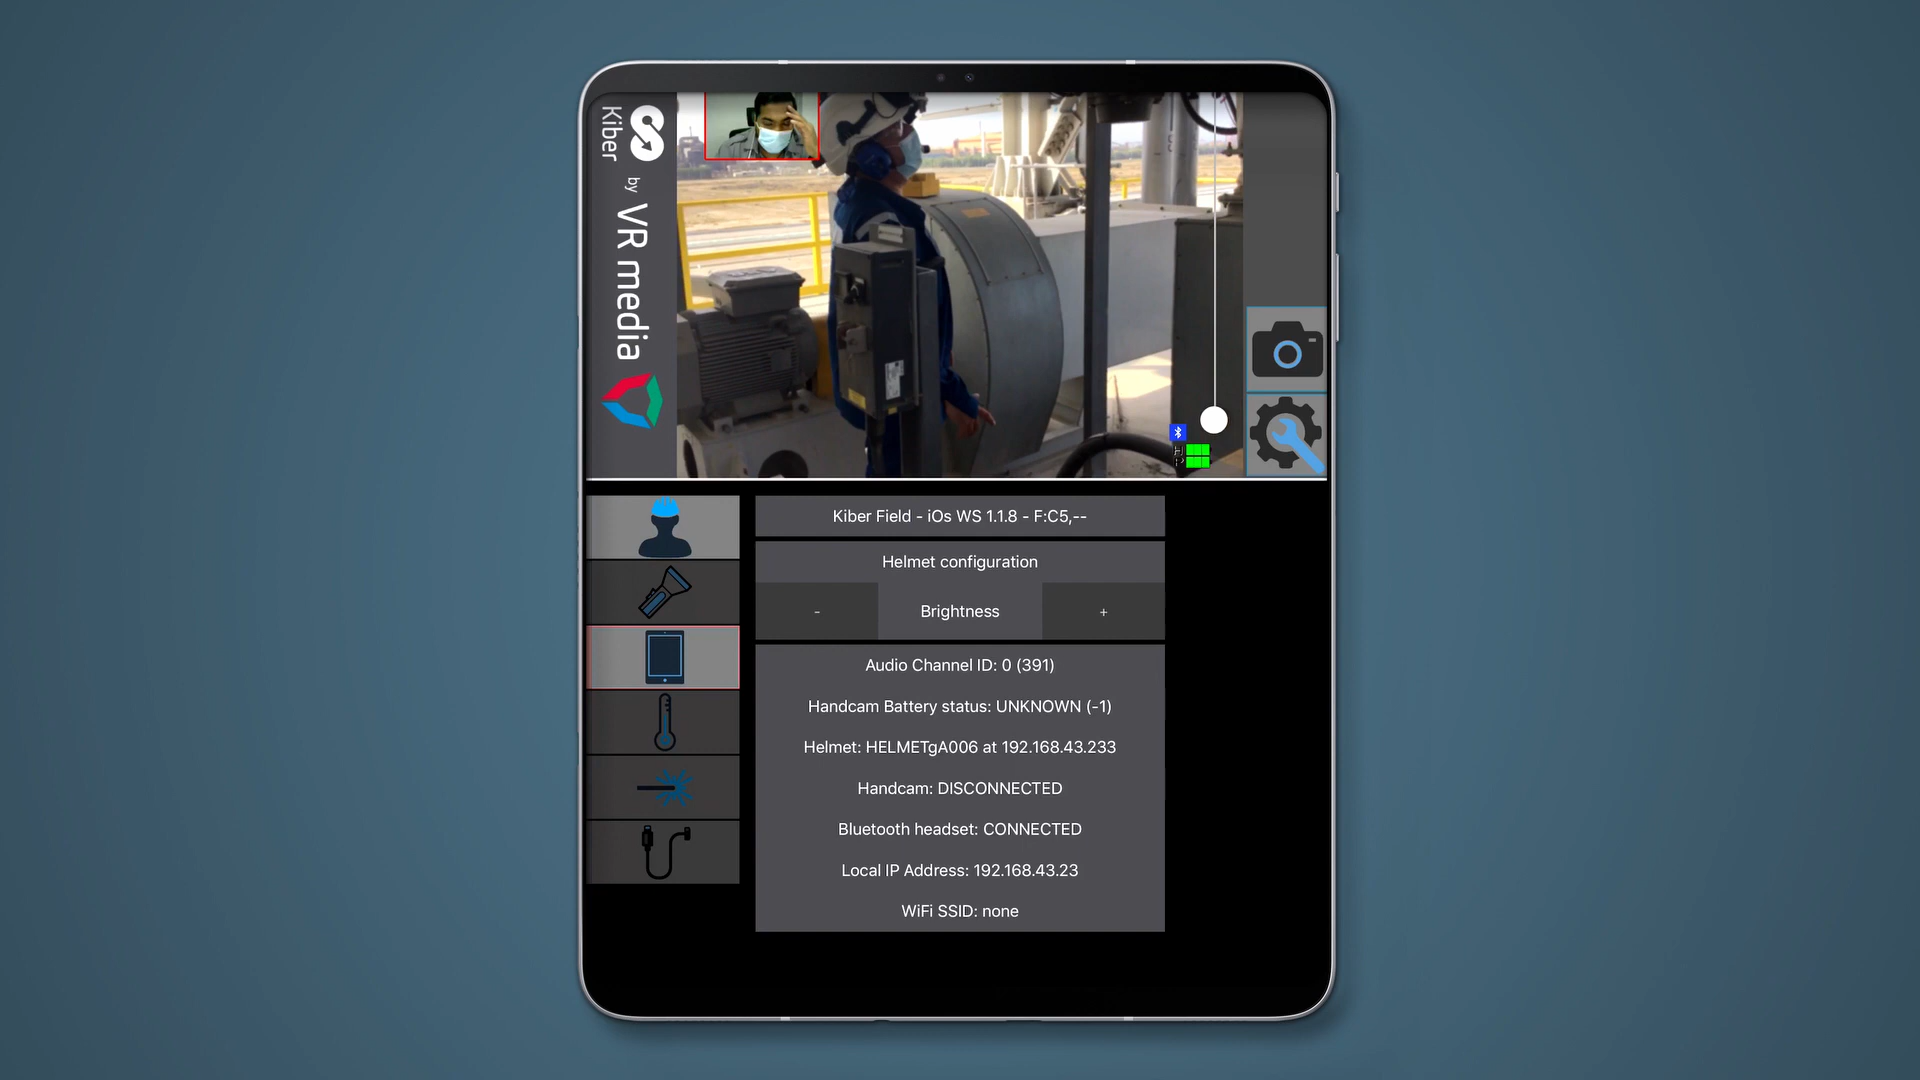 Kiber
by
VR media
H
P
Kiber Field - iOs WS 1.1.8 - F:C5,--
Helmet configuration
- Brightness +
Audio Channel ID: 0 (391)
Handcam Battery status: UNKNOWN (-1)
Helmet: HELMETgA006 at 192.168.43.233
Handcam: DISCONNECTED
Bluetooth headset: CONNECTED
Local IP Address: 192.168.43.23
WiFi SSID: none